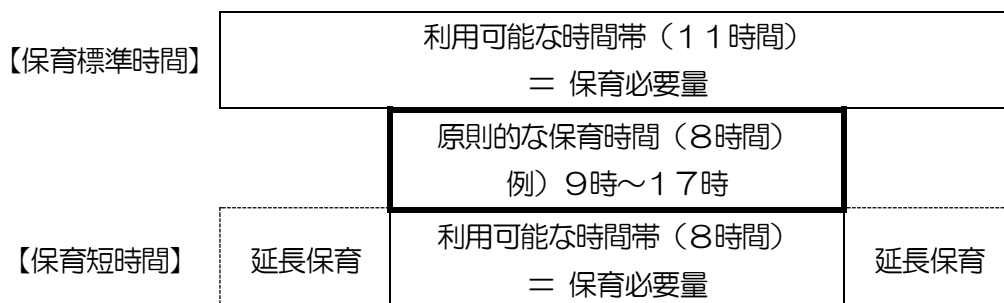 【保育標準時間】
利用可能な時間帯（１１時間）
＝ 保育必要量
原則的な保育時間（８時間）
例）９時～１７時
【保育短時間】
延長保育
利用可能な時間帯（８時間）
＝ 保育必要量
延長保育